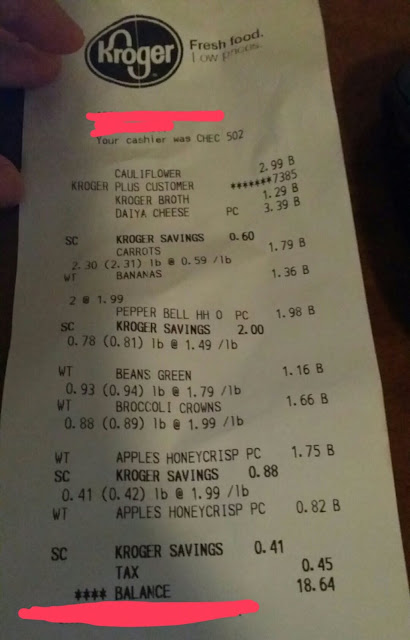 Kroger
Fresh food.
Low prices.
Your cashier was CHEC 502
CAULIFLOWER 2.99 B
KROGER PLUS CUSTOMER *******7385
KROGER BROTH 1.29 B
DAIYA CHEESE PC 3.39 B
SC KROGER SAVINGS 0.60
CARROTS 1.79 B
2.30 (2.31) lb @ 0.59 /lb
WT BANANAS 1.36 B
2 @ 1.99
PEPPER BELL HH O PC 1.98 B
SC KROGER SAVINGS 2.00
0.78 (0.81) lb @ 1.49 /lb
WT BEANS GREEN 1.16 B
0.93 (0.94) lb @ 1.79 /lb
WT BROCCOLI CROWNS 1.66 B
0.88 (0.89) lb @ 1.99 /lb
WT APPLES HONEYCRISP PC 1.75 B
SC KROGER SAVINGS 0.88
0.41 (0.42) lb @ 1.99 /lb
WT APPLES HONEYCRISP PC 0.82 B
SC KROGER SAVINGS 0.41
TAX 0.45
**** BALANCE 18.64